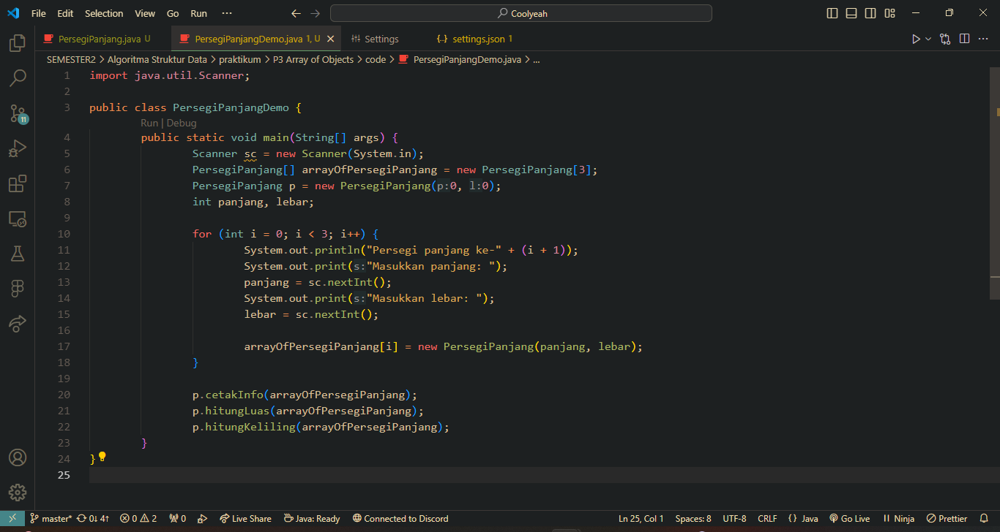 File Edit Selection View Go Run ··· Coolyeah
PersegiPanjang.java U PersegiPanjangDemo.java 1, U Settings {..} settings.json 1
SEMESTER2 > Algoritma Struktur Data > praktikum > P3 Array of Objects > code > PersegiPanjangDemo.java > ...
1 import java.util.Scanner;
2
3 public class PersegiPanjangDemo {
Run | Debug
4 public static void main(String[] args) {
5 Scanner sc = new Scanner(System.in);
6 PersegiPanjang[] arrayOfPersegiPanjang = new PersegiPanjang[3];
7 PersegiPanjang p = new PersegiPanjang(p:0, l:0);
8 int panjang, lebar;
9
10 for (int i = 0; i < 3; i++) {
11 System.out.println("Persegi panjang ke-" + (i + 1));
12 System.out.print(s:"Masukkan panjang: ");
13 panjang = sc.nextInt();
14 System.out.print(s:"Masukkan lebar: ");
15 lebar = sc.nextInt();
16
17 arrayOfPersegiPanjang[i] = new PersegiPanjang(panjang, lebar);
18 }
19
20 p.cetakInfo(arrayOfPersegiPanjang);
21 p.hitungLuas(arrayOfPersegiPanjang);
22 p.hitungKeliling(arrayOfPersegiPanjang);
23 }
24 }
25
11
master* 0↓ 4↑ 0 2 0 Live Share Java: Ready Connected to Discord Ln 25, Col 1 Spaces: 8 UTF-8 CRLF {} Java Go Live Ninja Prettier